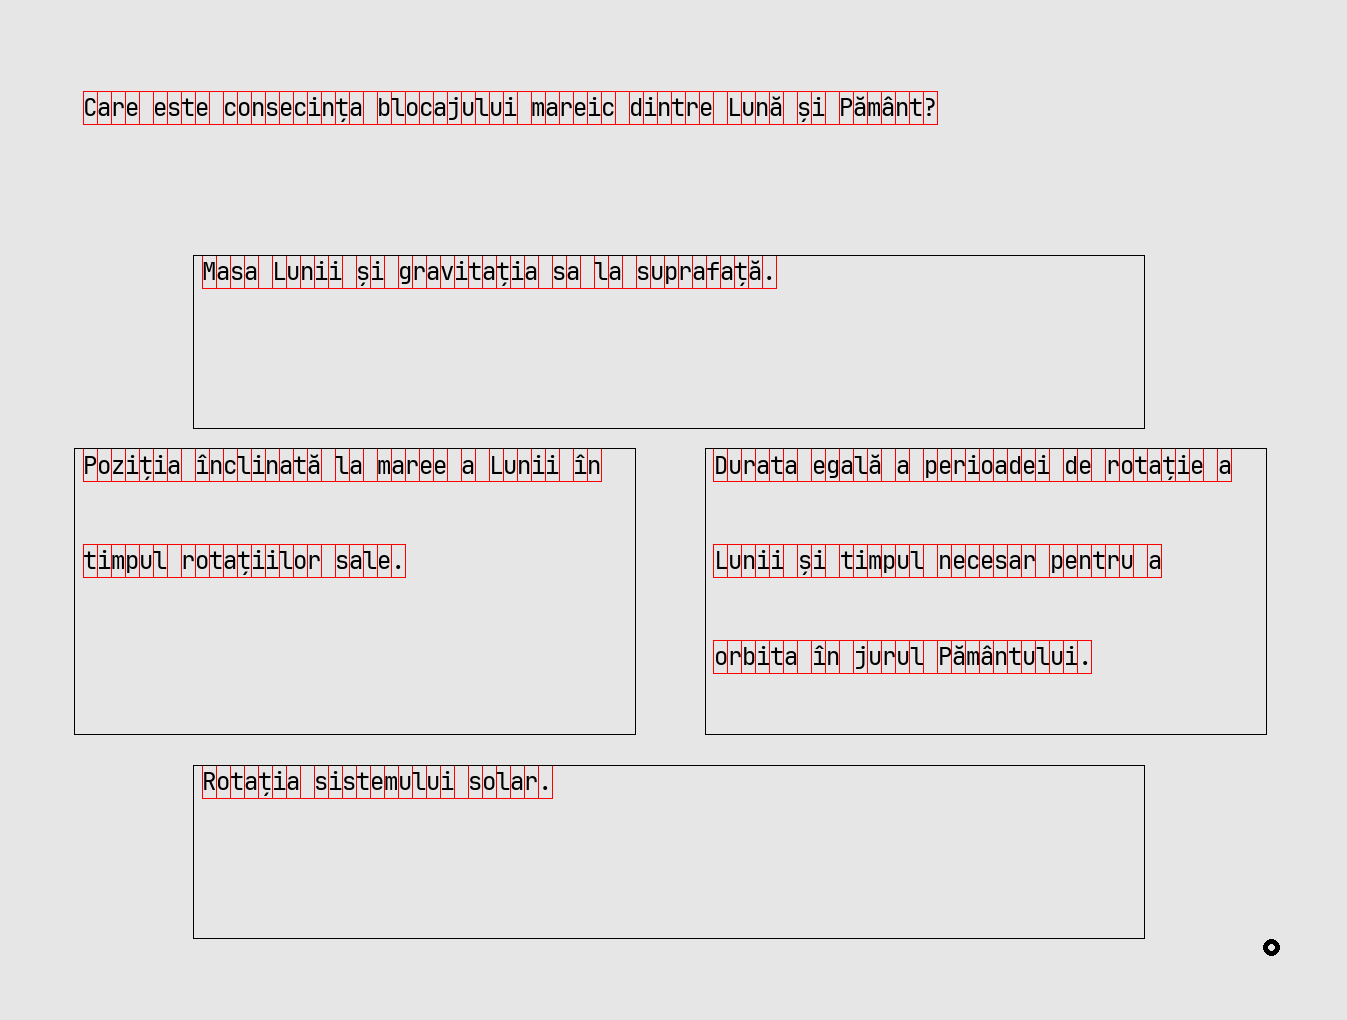 Care este consecința blocajului mareic dintre Lună și Pământ?
Masa Lunii și gravitația sa la suprafață.
Poziția înclinată la maree a Lunii în
timpul rotațiilor sale.
Durata egală a perioadei de rotație a
Lunii și timpul necesar pentru a
orbita în jurul Pământului.
Rotația sistemului solar.